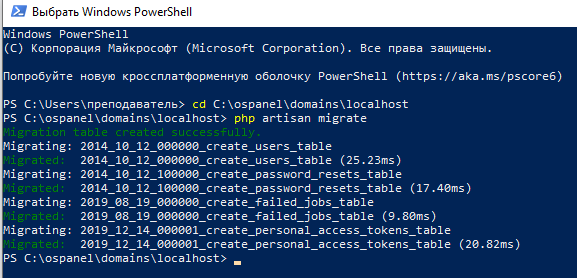 Выбрать Windows PowerShell
Windows PowerShell
(C) Корпорация Майкрософт (Microsoft Corporation). Все права защищены.
Попробуйте новую кроссплатформенную оболочку PowerShell (https://aka.ms/pscore6)
PS C:\Users\преподаватель> cd C:\ospanel\domains\localhost
PS C:\ospanel\domains\localhost> php artisan migrate
Migration table created successfully.
Migrating: 2014_10_12_000000_create_users_table
Migrated:  2014_10_12_000000_create_users_table (25.23ms)
Migrating: 2014_10_12_100000_create_password_resets_table
Migrated:  2014_10_12_100000_create_password_resets_table (17.40ms)
Migrating: 2019_08_19_000000_create_failed_jobs_table
Migrated:  2019_08_19_000000_create_failed_jobs_table (9.80ms)
Migrating: 2019_12_14_000001_create_personal_access_tokens_table
Migrated:  2019_12_14_000001_create_personal_access_tokens_table (20.82ms)
PS C:\ospanel\domains\localhost>